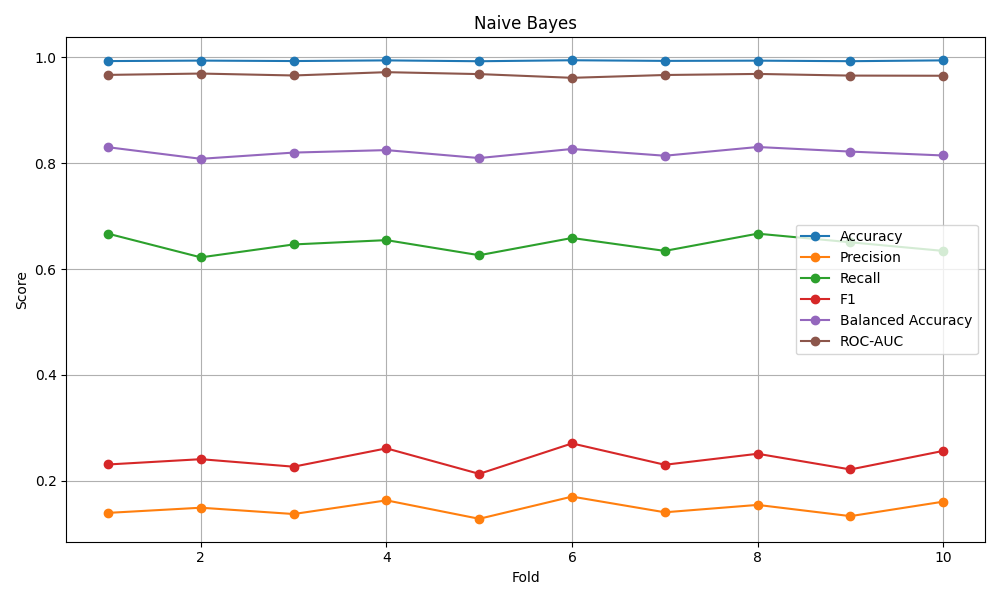 Naive Bayes
1.0
0.8
0.6
0.4
0.2
Score
Accuracy
Precision
Recall
F1
Balanced Accuracy
ROC-AUC
2 4 6 8 10
Fold